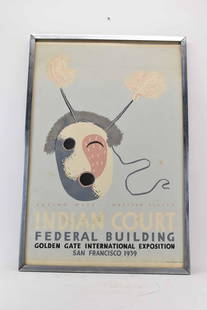 INDIAN COURT
FEDERAL BUILDING
GOLDEN GATE INTERNATIONAL EXPOSITION
SAN FRANCISCO 1939